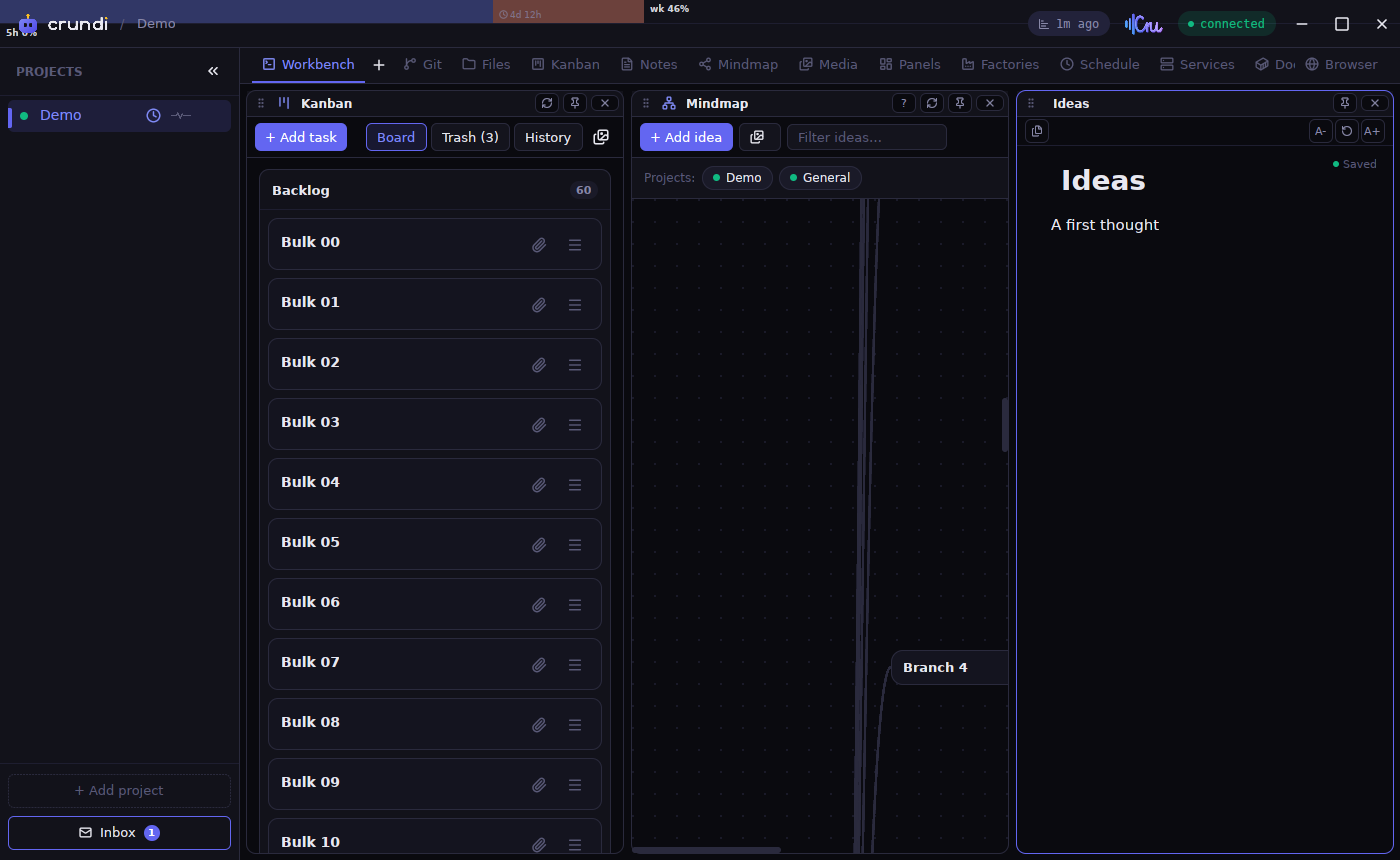 4d 12h
wk 46%
5h 6%
crundi / Demo
1m ago
connected
PROJECTS
Workbench + Git Files Kanban Notes Mindmap Media Panels Factories Schedule Services Do Browser
Demo
Kanban
+ Add task Board Trash (3) History
Backlog 60
Bulk 00
Bulk 01
Bulk 02
Bulk 03
Bulk 04
Bulk 05
Bulk 06
Bulk 07
Bulk 08
Bulk 09
Bulk 10
Mindmap ?
+ Add idea Filter ideas...
Projects: Demo General
Branch 4
Ideas
A- A+
Saved
Ideas
A first thought
+ Add project
Inbox 1